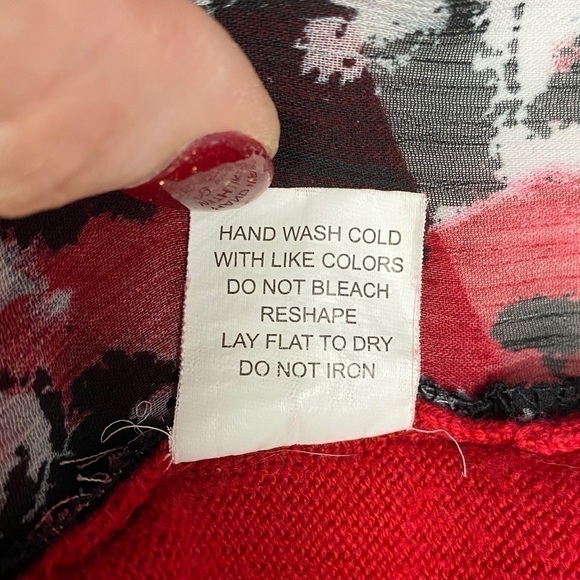 HAND WASH COLD
WITH LIKE COLORS
DO NOT BLEACH
RESHAPE
LAY FLAT TO DRY
DO NOT IRON